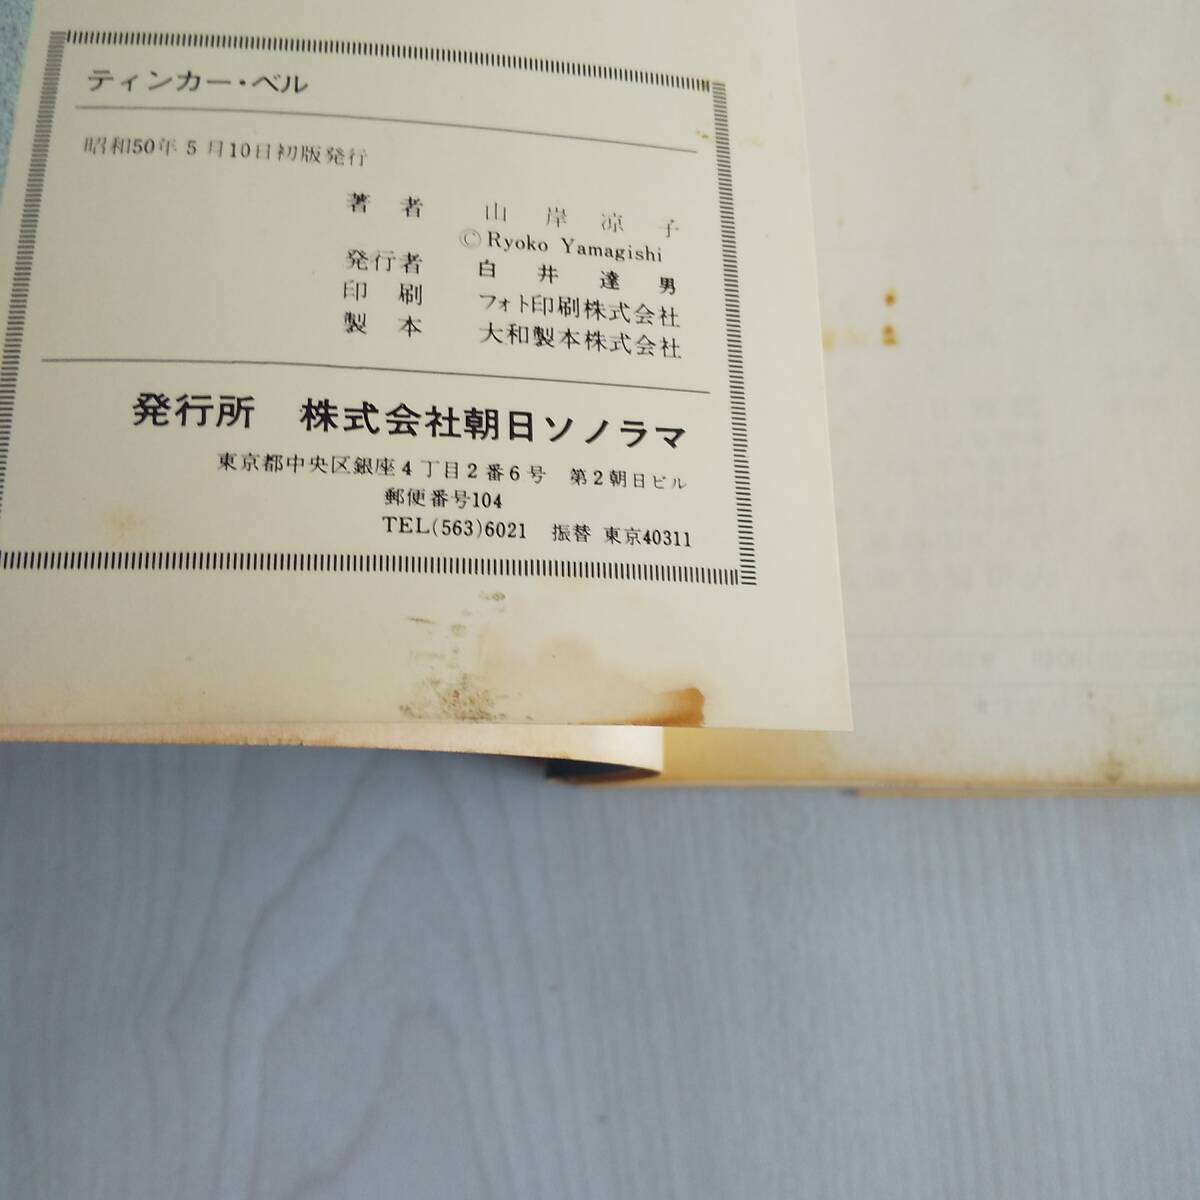 ティンカー・ベル
昭和50年5月10日初版発行
著者 山岸凉子
©Ryoko Yamagishi
発行者 白井達男
印刷 フォト印刷株式会社
製本 大和製本株式会社
発行所 株式会社朝日ソノラマ
東京都中央区銀座4丁目2番6号 第2朝日ビル
郵便番号104
TEL(563)6021 振替 東京40311